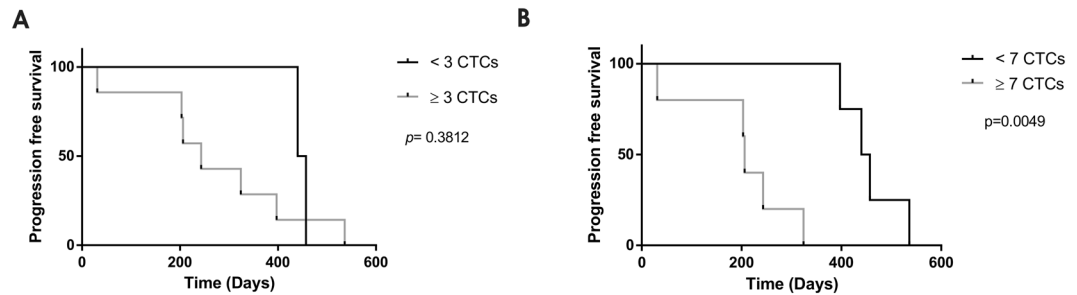 A
Progression free survival
100
50
0
0 200 400 600
Time (Days)
< 3 CTCs
≥ 3 CTCs
p= 0.3812
B
Progression free survival
100
50
0
0 200 400 600
Time (Days)
< 7 CTCs
≥ 7 CTCs
p=0.0049